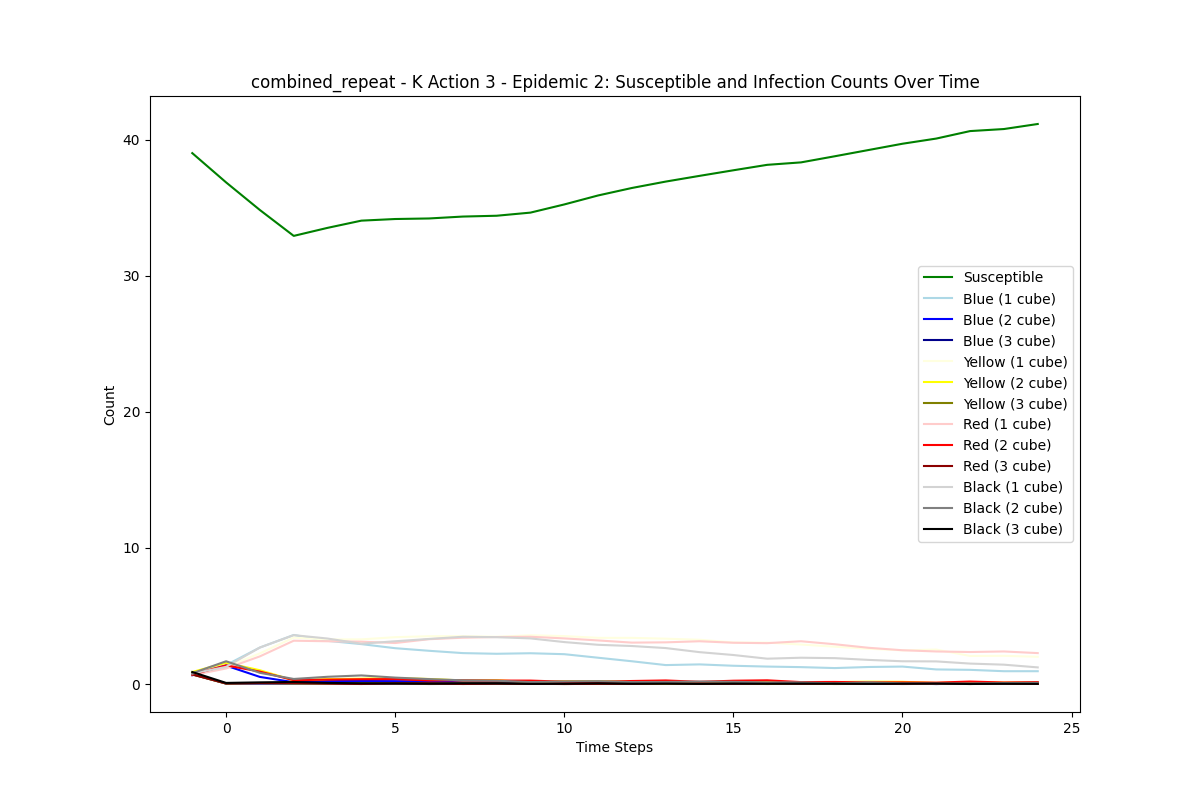 combined_repeat - K Action 3 - Epidemic 2: Susceptible and Infection Counts Over Time
40
30
20
10
0
Count
Susceptible
Blue (1 cube)
Blue (2 cube)
Blue (3 cube)
Yellow (1 cube)
Yellow (2 cube)
Yellow (3 cube)
Red (1 cube)
Red (2 cube)
Red (3 cube)
Black (1 cube)
Black (2 cube)
Black (3 cube)
0 5 10 15 20 25
Time Steps